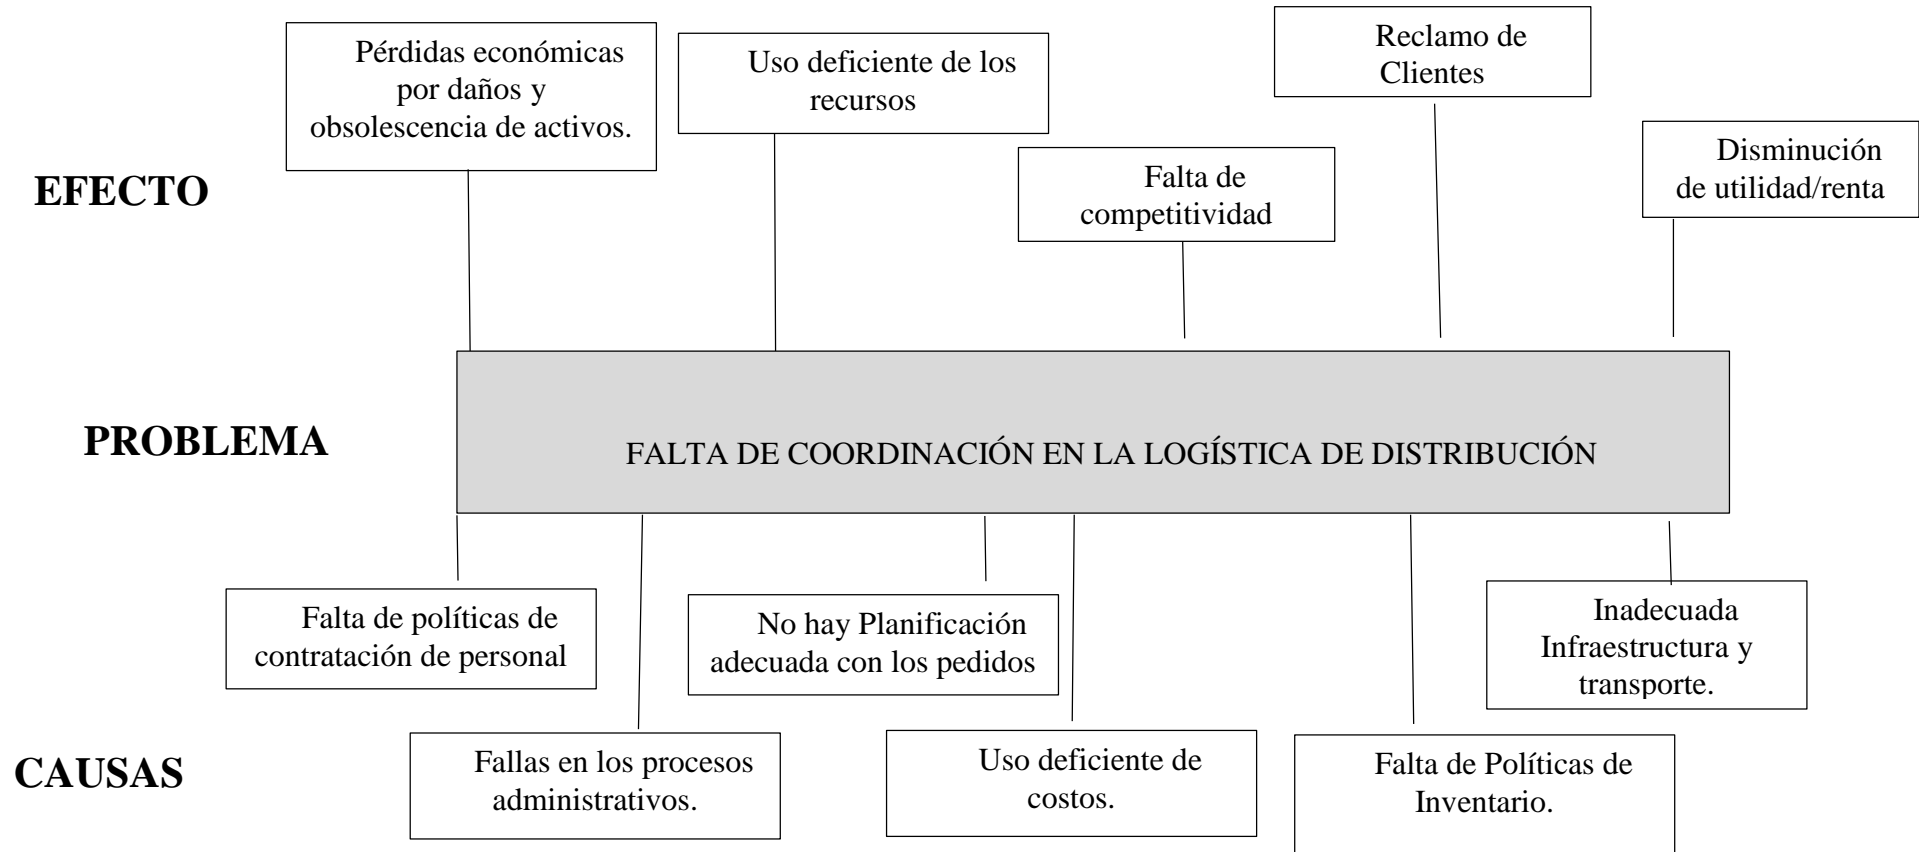 Pérdidas económicas
por daños y
obsolescencia de activos.
Uso deficiente de los
recursos
Reclamo de
Clientes
Falta de
competitividad
Disminución
de utilidad/renta
EFECTO
PROBLEMA
FALTA DE COORDINACIÓN EN LA LOGÍSTICA DE DISTRIBUCIÓN
Falta de políticas de
contratación de personal
No hay Planificación
adecuada con los pedidos
Inadecuada
Infraestructura y
transporte.
CAUSAS
Fallas en los procesos
administrativos.
Uso deficiente de
costos.
Falta de Políticas de
Inventario.